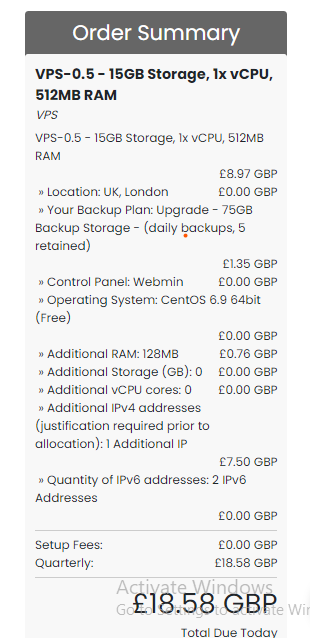 Order Summary
VPS-0.5 - 15GB Storage, 1x vCPU,
512MB RAM
VPS
VPS-0.5 - 15GB Storage, 1x vCPU, 512MB
RAM
£8.97 GBP
» Location: UK, London £0.00 GBP
» Your Backup Plan: Upgrade - 75GB
Backup Storage - (daily backups, 5
retained)
£1.35 GBP
» Control Panel: Webmin £0.00 GBP
» Operating System: CentOS 6.9 64bit
(Free)
£0.00 GBP
» Additional RAM: 128MB £0.76 GBP
» Additional Storage (GB): 0 £0.00 GBP
» Additional vCPU cores: 0 £0.00 GBP
» Additional IPv4 addresses
(justification required prior to
allocation): 1 Additional IP
£7.50 GBP
» Quantity of IPv6 addresses: 2 IPv6
Addresses
£0.00 GBP
Setup Fees: £0.00 GBP
Quarterly: £18.58 GBP
Activate Windows
£18.58 GBP
Go to Settings to activate Win
Total Due Today